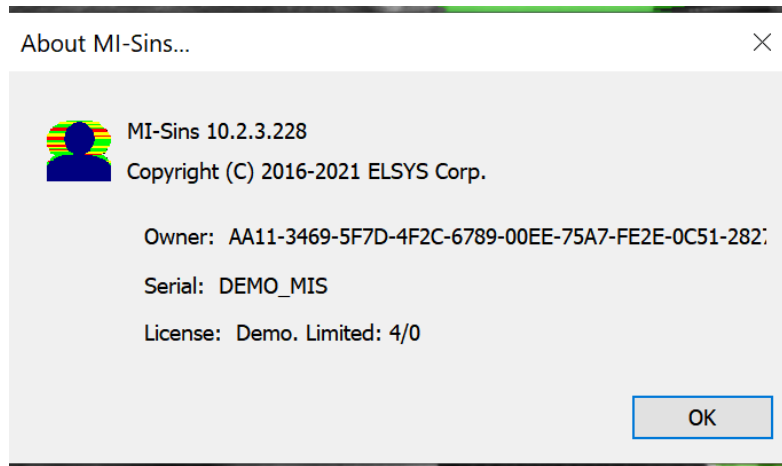 About MI-Sins...
MI-Sins 10.2.3.228
Copyright (C) 2016-2021 ELSYS Corp.
Owner: AA11-3469-5F7D-4F2C-6789-00EE-75A7-FE2E-0C51-282
Serial: DEMO_MIS
License: Demo. Limited: 4/0
OK